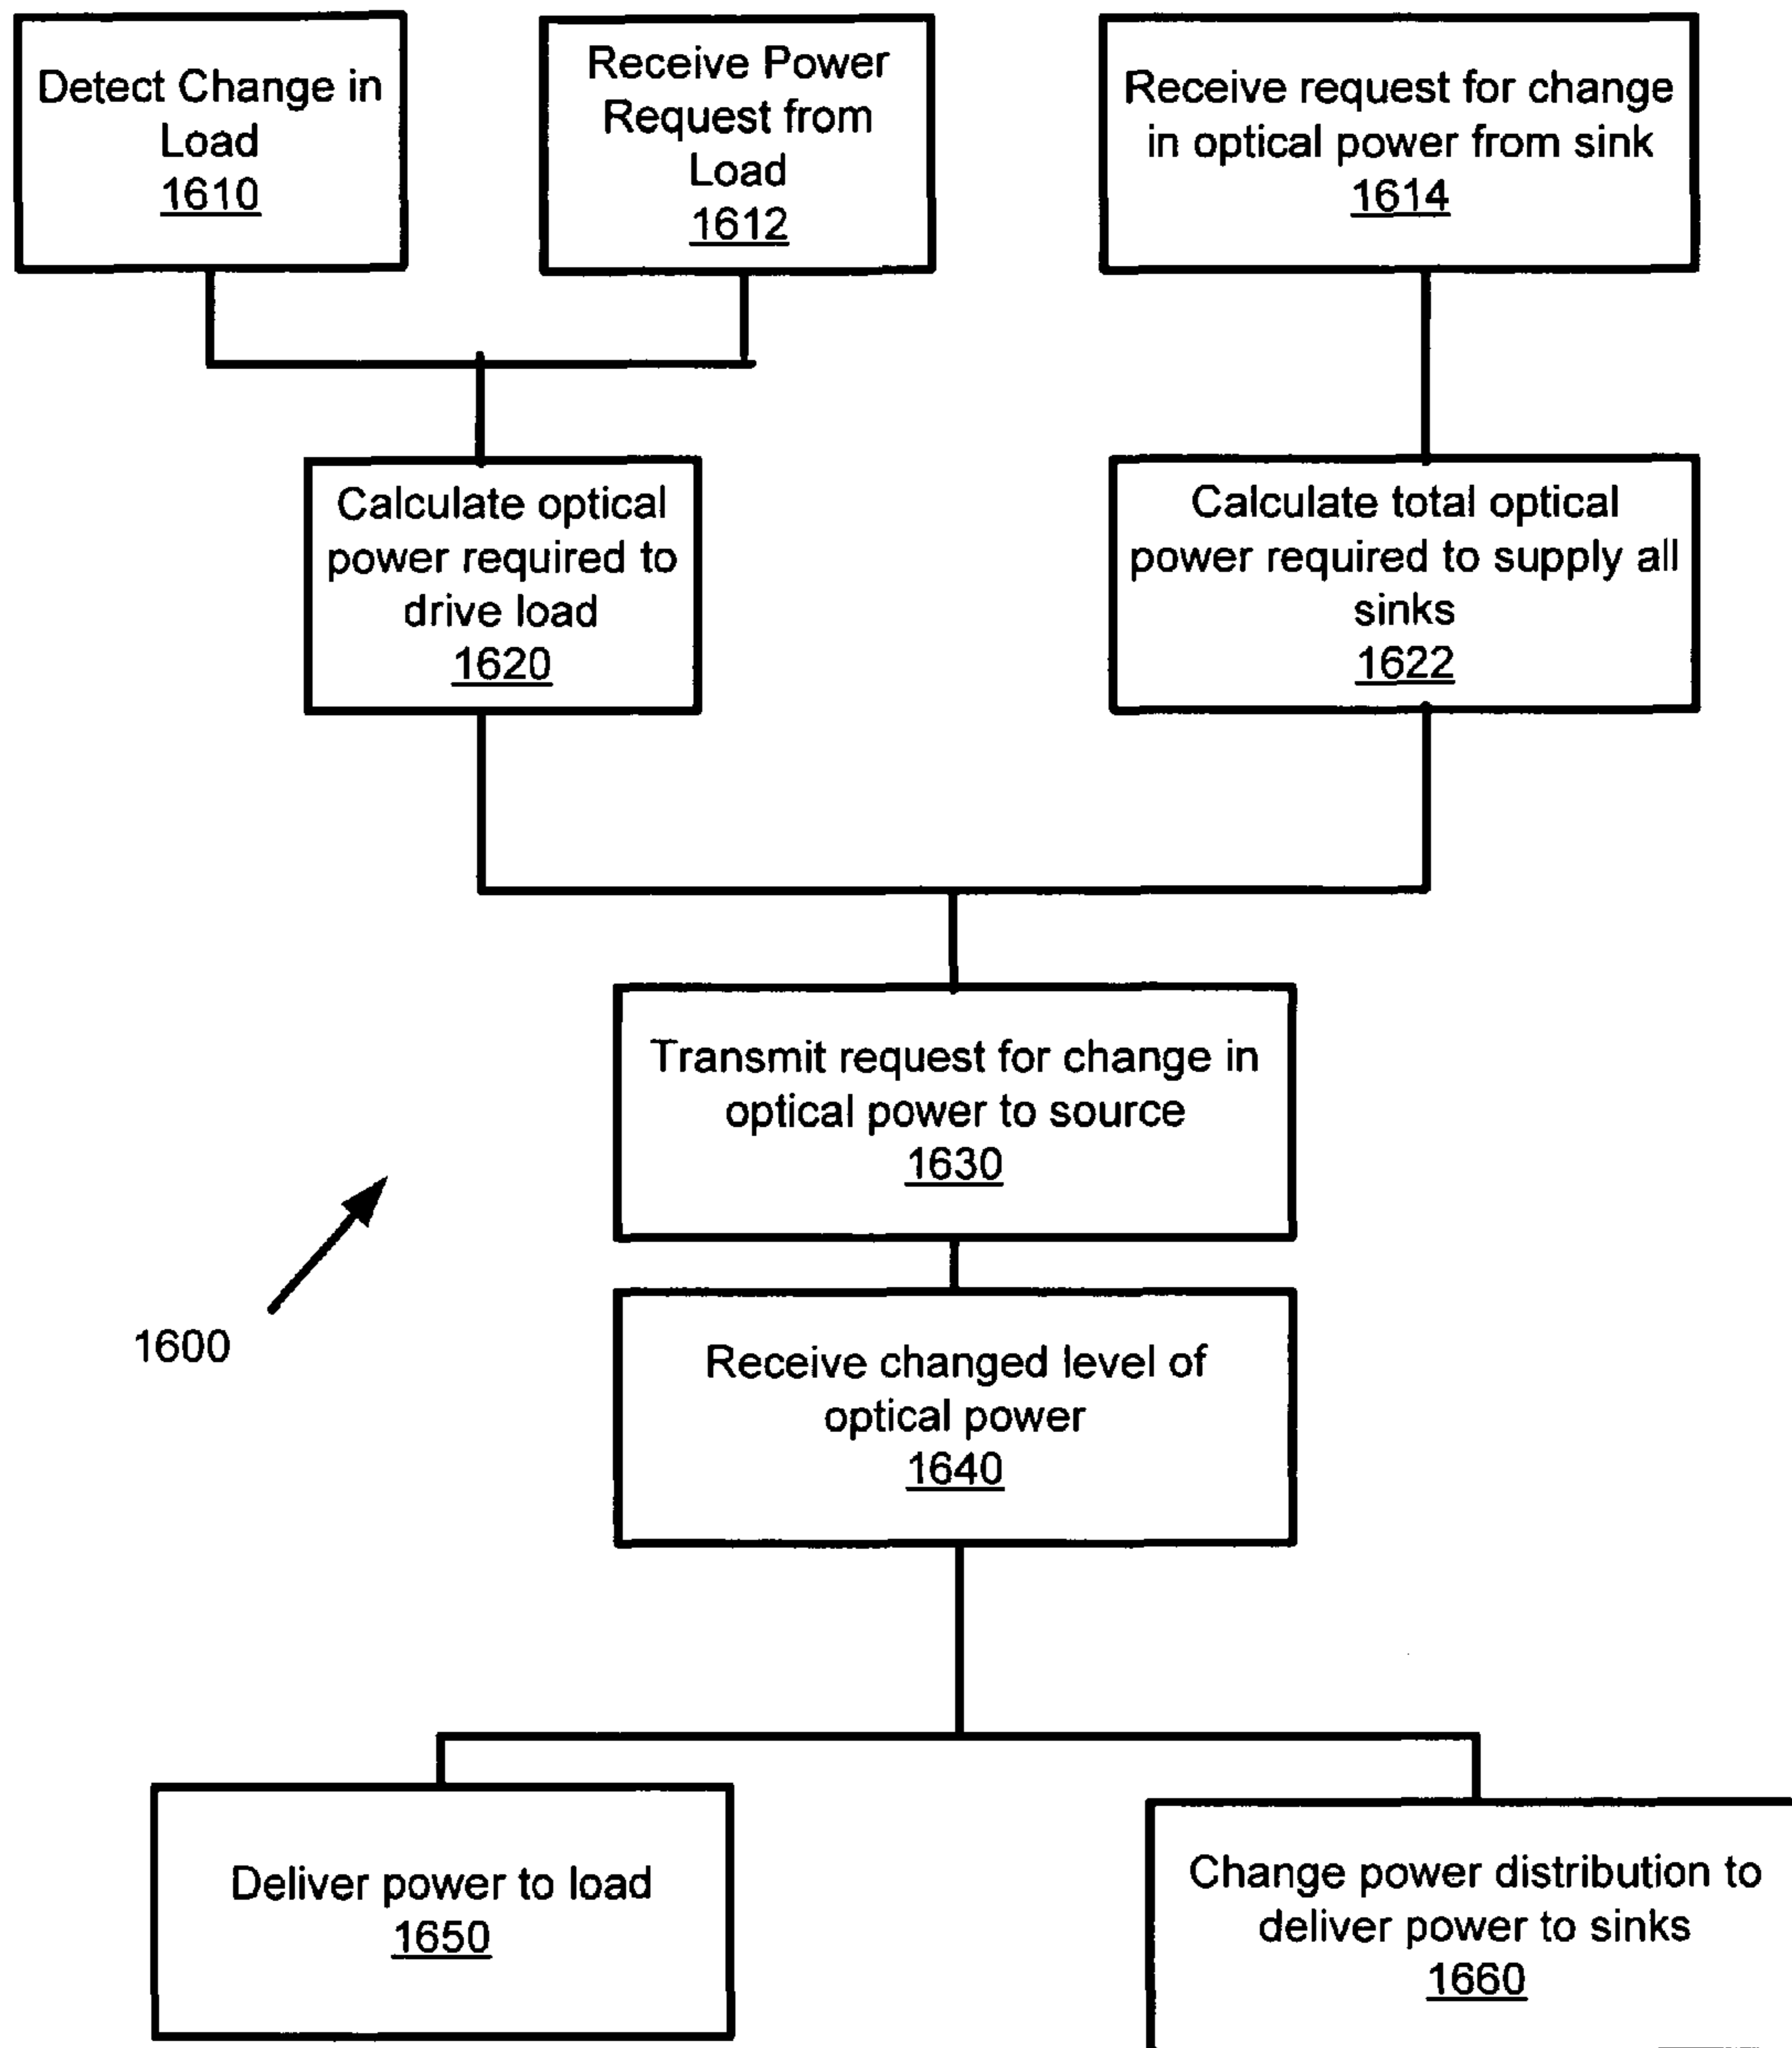 Detect Change in
Load
1610
Receive Power
Request from
Load
1612
Receive request for change
in optical power from sink
1614
Calculate optical
power required to
drive load
1620
Calculate total optical
power required to supply all
sinks
1622
Transmit request for change in
optical power to source
1630
1600
Receive changed level of
optical power
1640
Deliver power to load
1650
Change power distribution to
deliver power to sinks
1660